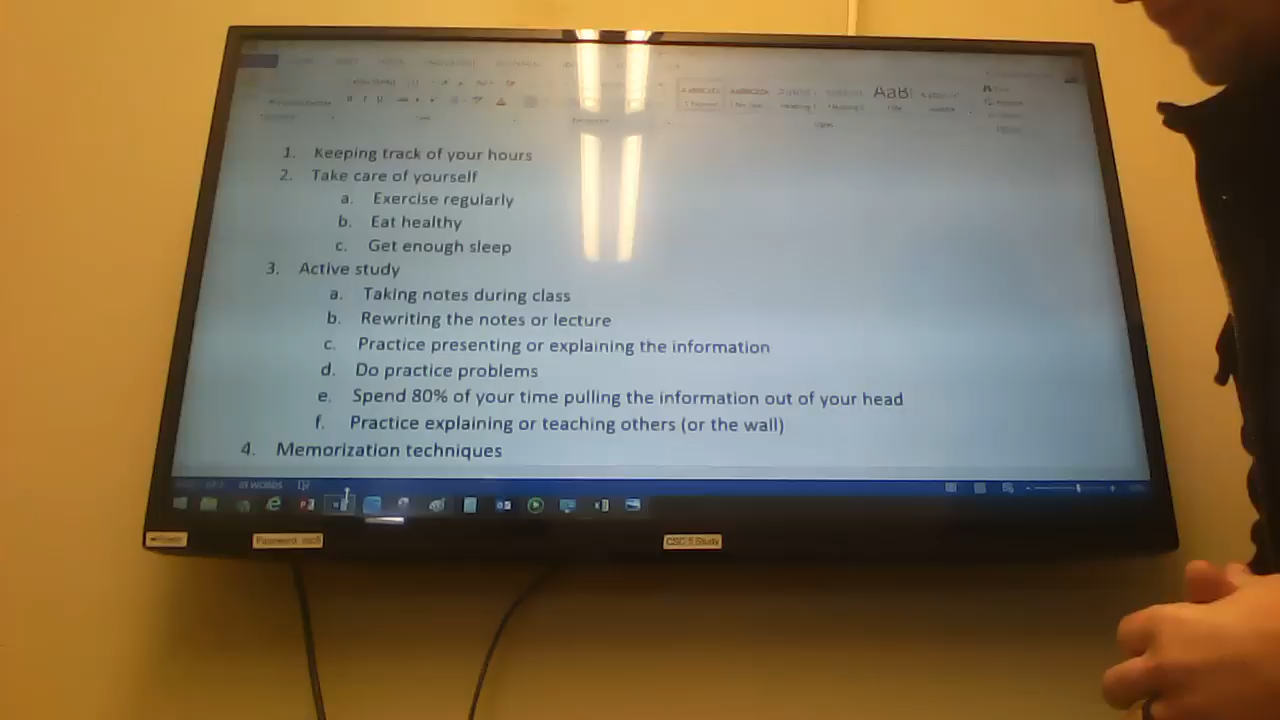 AaB
1. Keeping track of your hours
2. Take care of yourself
a. Exercise regularly
b. Eat healthy
c. Get enough sleep
3. Active study
a. Taking notes during class
b. Rewriting the notes or lecture
c. Practice presenting or explaining the information
d. Do practice problems
e. Spend 80% of your time pulling the information out of your head
f. Practice explaining or teaching others (or the wall)
4. Memorization techniques
WORDS
Password:
CSC 5 Study